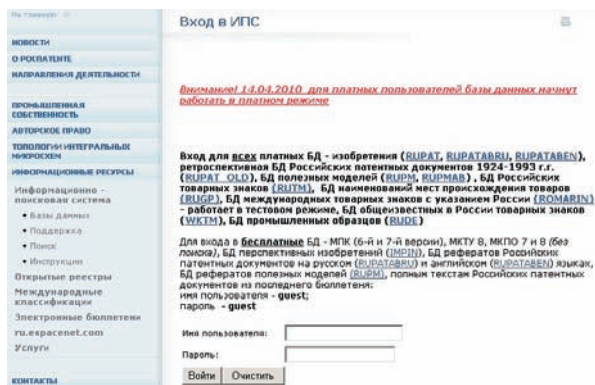 На главную
Вход в ИПС
НОВОСТИ
О РОСПАТЕНТЕ
НАПРАВЛЕНИЯ ДЕЯТЕЛЬНОСТИ
ПРОМЫШЛЕННАЯ
СОБСТВЕННОСТЬ
АВТОРСКОЕ ПРАВО
ТОПОЛОГИИ ИНТЕГРАЛЬНЫХ
МИКРОСХЕМ
ИНФОРМАЦИОННЫЕ РЕСУРСЫ
Информационно -
поисковая система
• Базы данных
• Поддержка
• Поиск
• Инструкции
Открытые реестры
Международные
классификации
Электронные бюллетени
ru.espacenet.com
Услуги
КОНТАКТЫ
Внимание! 14.04.2010 для платных пользователей базы данных начнут
работать в платном режиме
Вход для всех платных БД - изобретения (RUPAT, RUPATABRU, RUPATABEN),
ретроспективная БД Российских патентных документов 1924-1993 г.г.
(RUPAT_OLD), БД полезных моделей (RUPM, RUPMAB) , БД Российских
товарных знаков (RUTM), БД наименований мест происхождения товаров
(RUGP), БД международных товарных знаков с указанием России (ROMARIN)
- работает в тестовом режиме, БД общеизвестных в России товарных знаков
(WKTM), БД промышленных образцов (RUDE)
Для входа в бесплатные БД - МПК (6-й и 7-й версии), МКТУ 8, МКПО 7 и 8 (без
поиска), БД перспективных изобретений (IMPIN), БД рефератов Российских
патентных документов на русском (RUPATABRU) и английском (RUPATABEN) языках,
БД рефератов полезных моделей (RUPM), полным текстам Российских патентных
документов из последнего бюллетеня:
имя пользователя - guest;
пароль - guest
Имя пользователя:
Пароль:
Войти Очистить